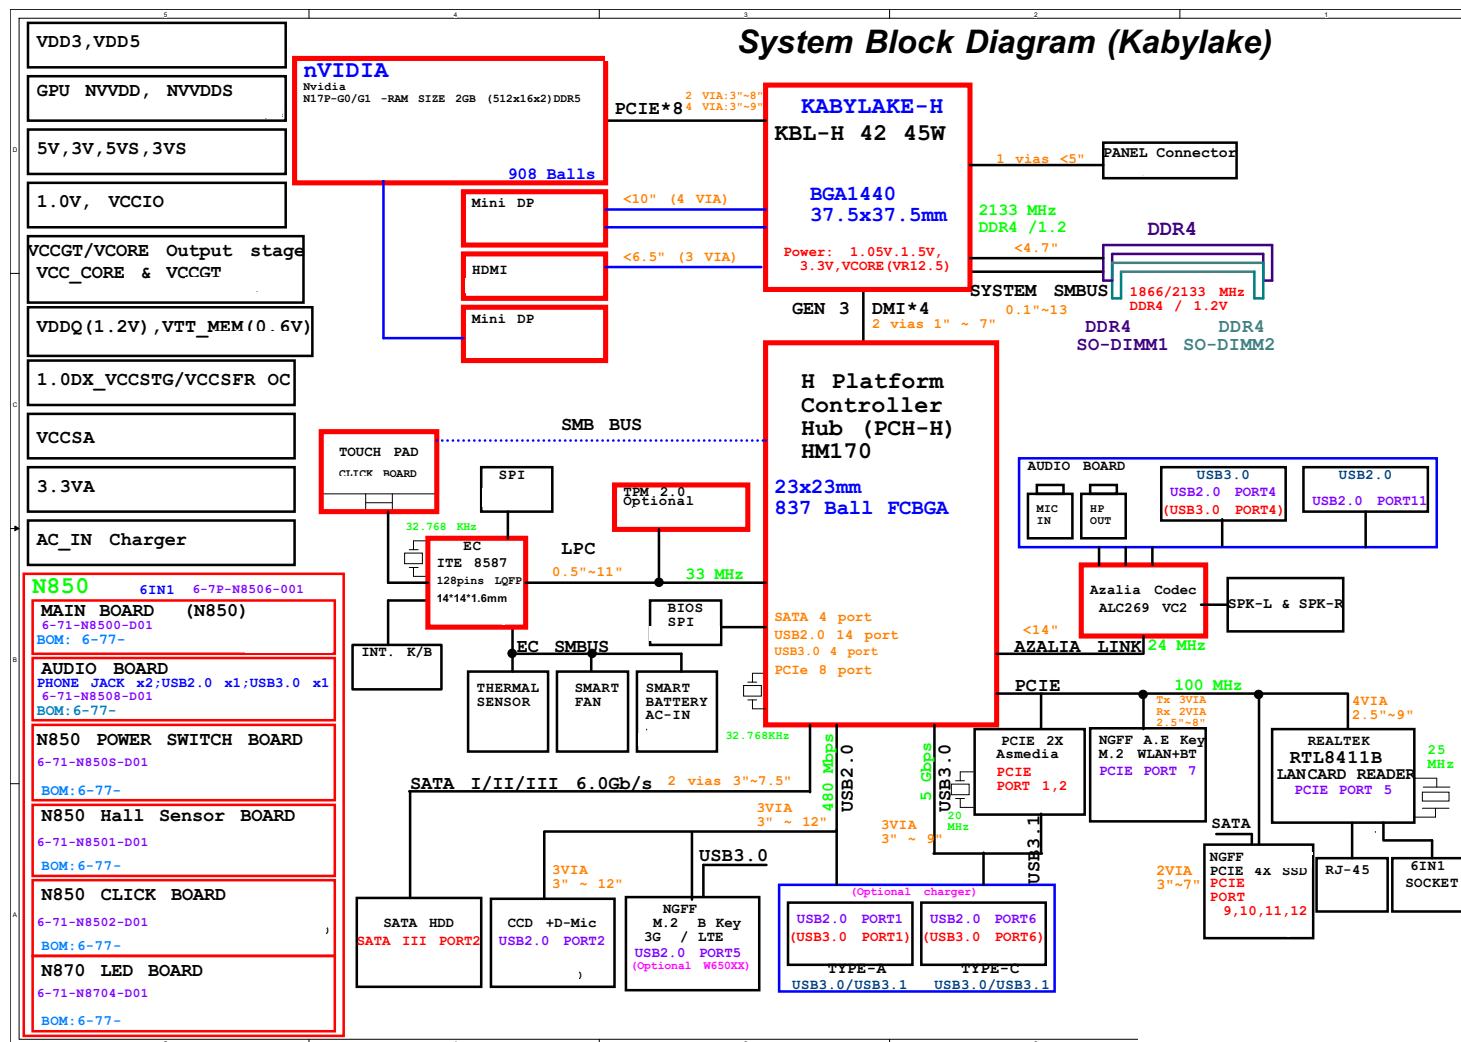 System Block Diagram (Kabylake)
5
4
3
2
1
D
C
B
A
VDD3,VDD5
GPU NVVDD, NVVDDS
5V,3V,5VS,3VS
1.0V, VCCIO
VCCGT/VCORE Output stage
VCC_CORE & VCCGT
VDDQ(1.2V),VTT_MEM(0.6V)
1.0DX_VCCSTG/VCCSFR OC
VCCSA
3.3VA
AC_IN Charger
N850
6IN1
6-7P-N8506-001
MAIN BOARD (N850)
6-71-N8500-D01
BOM: 6-77-
AUDIO BOARD
PHONE JACK x2;USB2.0 x1;USB3.0 x1
6-71-N8508-D01
BOM:6-77-
N850 POWER SWITCH BOARD
6-71-N850S-D01
BOM:6-77-
N850 Hall Sensor BOARD
6-71-N8501-D01
BOM:6-77-
N850 CLICK BOARD
6-71-N8502-D01
)
BOM:6-77-
N870 LED BOARD
6-71-N8704-D01
BOM:6-77-
nVIDIA
Nvidia
N17P-G0/G1 -RAM SIZE 2GB (512x16x2)DDR5
908 Balls
PCIE*8
2 VIA:3"~8"
4 VIA:3"~9"
Mini DP
<10" (4 VIA)
HDMI
<6.5" (3 VIA)
Mini DP
KABYLAKE-H
KBL-H 42 45W
BGA1440
37.5x37.5mm
Power: 1.05V.1.5V,
3.3V,VCORE(VR12.5)
1 vias <5"
PANEL Connector
2133 MHz
DDR4 /1.2
<4.7"
DDR4
SYSTEM SMBUS
0.1"~13
1866/2133 MHz
DDR4 / 1.2V
DDR4
SO-DIMM1
DDR4
SO-DIMM2
GEN 3
DMI*4
2 vias 1" ~ 7"
H Platform
Controller
Hub (PCH-H)
HM170
23x23mm
837 Ball FCBGA
33 MHz
SATA 4 port
USB2.0 14 port
USB3.0 4 port
PCIe 8 port
SMB BUS
TOUCH PAD
CLICK BOARD
SPI
32.768 KHz
EC
ITE 8587
128pins LQFP
14*14*1.6mm
TPM 2.0
Optional
LPC
0.5"~11"
BIOS
SPI
INT. K/B
EC SMBUS
THERMAL
SENSOR
SMART
FAN
SMART
BATTERY
AC-IN
32.768KHz
AUDIO BOARD
MIC
IN
HP
OUT
USB3.0
USB2.0 PORT4
(USB3.0 PORT4)
USB2.0
USB2.0 PORT11
Azalia Codec
ALC269 VC2
SPK-L & SPK-R
<14"
AZALIA LINK
24 MHz
PCIE
100 MHz
Tx 3VIA
Rx 2VIA
2.5"~8"
4VIA
2.5"~9"
PCIE 2X
Asmedia
PCIE
PORT 1,2
NGFF A.E Key
M.2 WLAN+BT
PCIE PORT 7
REALTEK
RTL8411B
LANCARD READER
PCIE PORT 5
25
MHz
20
MHz
SATA I/II/III 6.0Gb/s
2 vias 3"~7.5"
480 Mbps
USB2.0
5 Gbps
USB3.0
3VIA
3" ~ 12"
3VIA
3" ~ 9"
USB3.1
USB3.0
3VIA
3" ~ 12"
SATA
2VIA
3"~7"
NGFF
PCIE 4X SSD
PCIE
PORT
9,10,11,12
RJ-45
6IN1
SOCKET
SATA HDD
SATA III PORT2
CCD +D-Mic
USB2.0 PORT2
)
NGFF
M.2 B Key
3G / LTE
USB2.0 PORT5
(Optional W650XX)
(Optional charger)
USB2.0 PORT1
(USB3.0 PORT1)
TYPE-A
USB3.0/USB3.1
USB2.0 PORT6
(USB3.0 PORT6)
TYPE-C
USB3.0/USB3.1